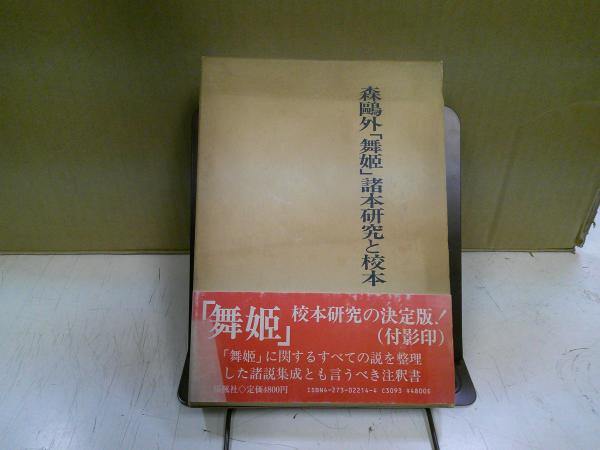 森鷗外「舞姫」諸本研究と校本
「舞姫」
校本研究の決定版!
(付影印)
「舞姫」に関するすべての説を整理
した諸説集成とも言うべき注釈書
桜楓社◇定価4800円
ISBN4-273-02214-4 C3093 ¥4800E